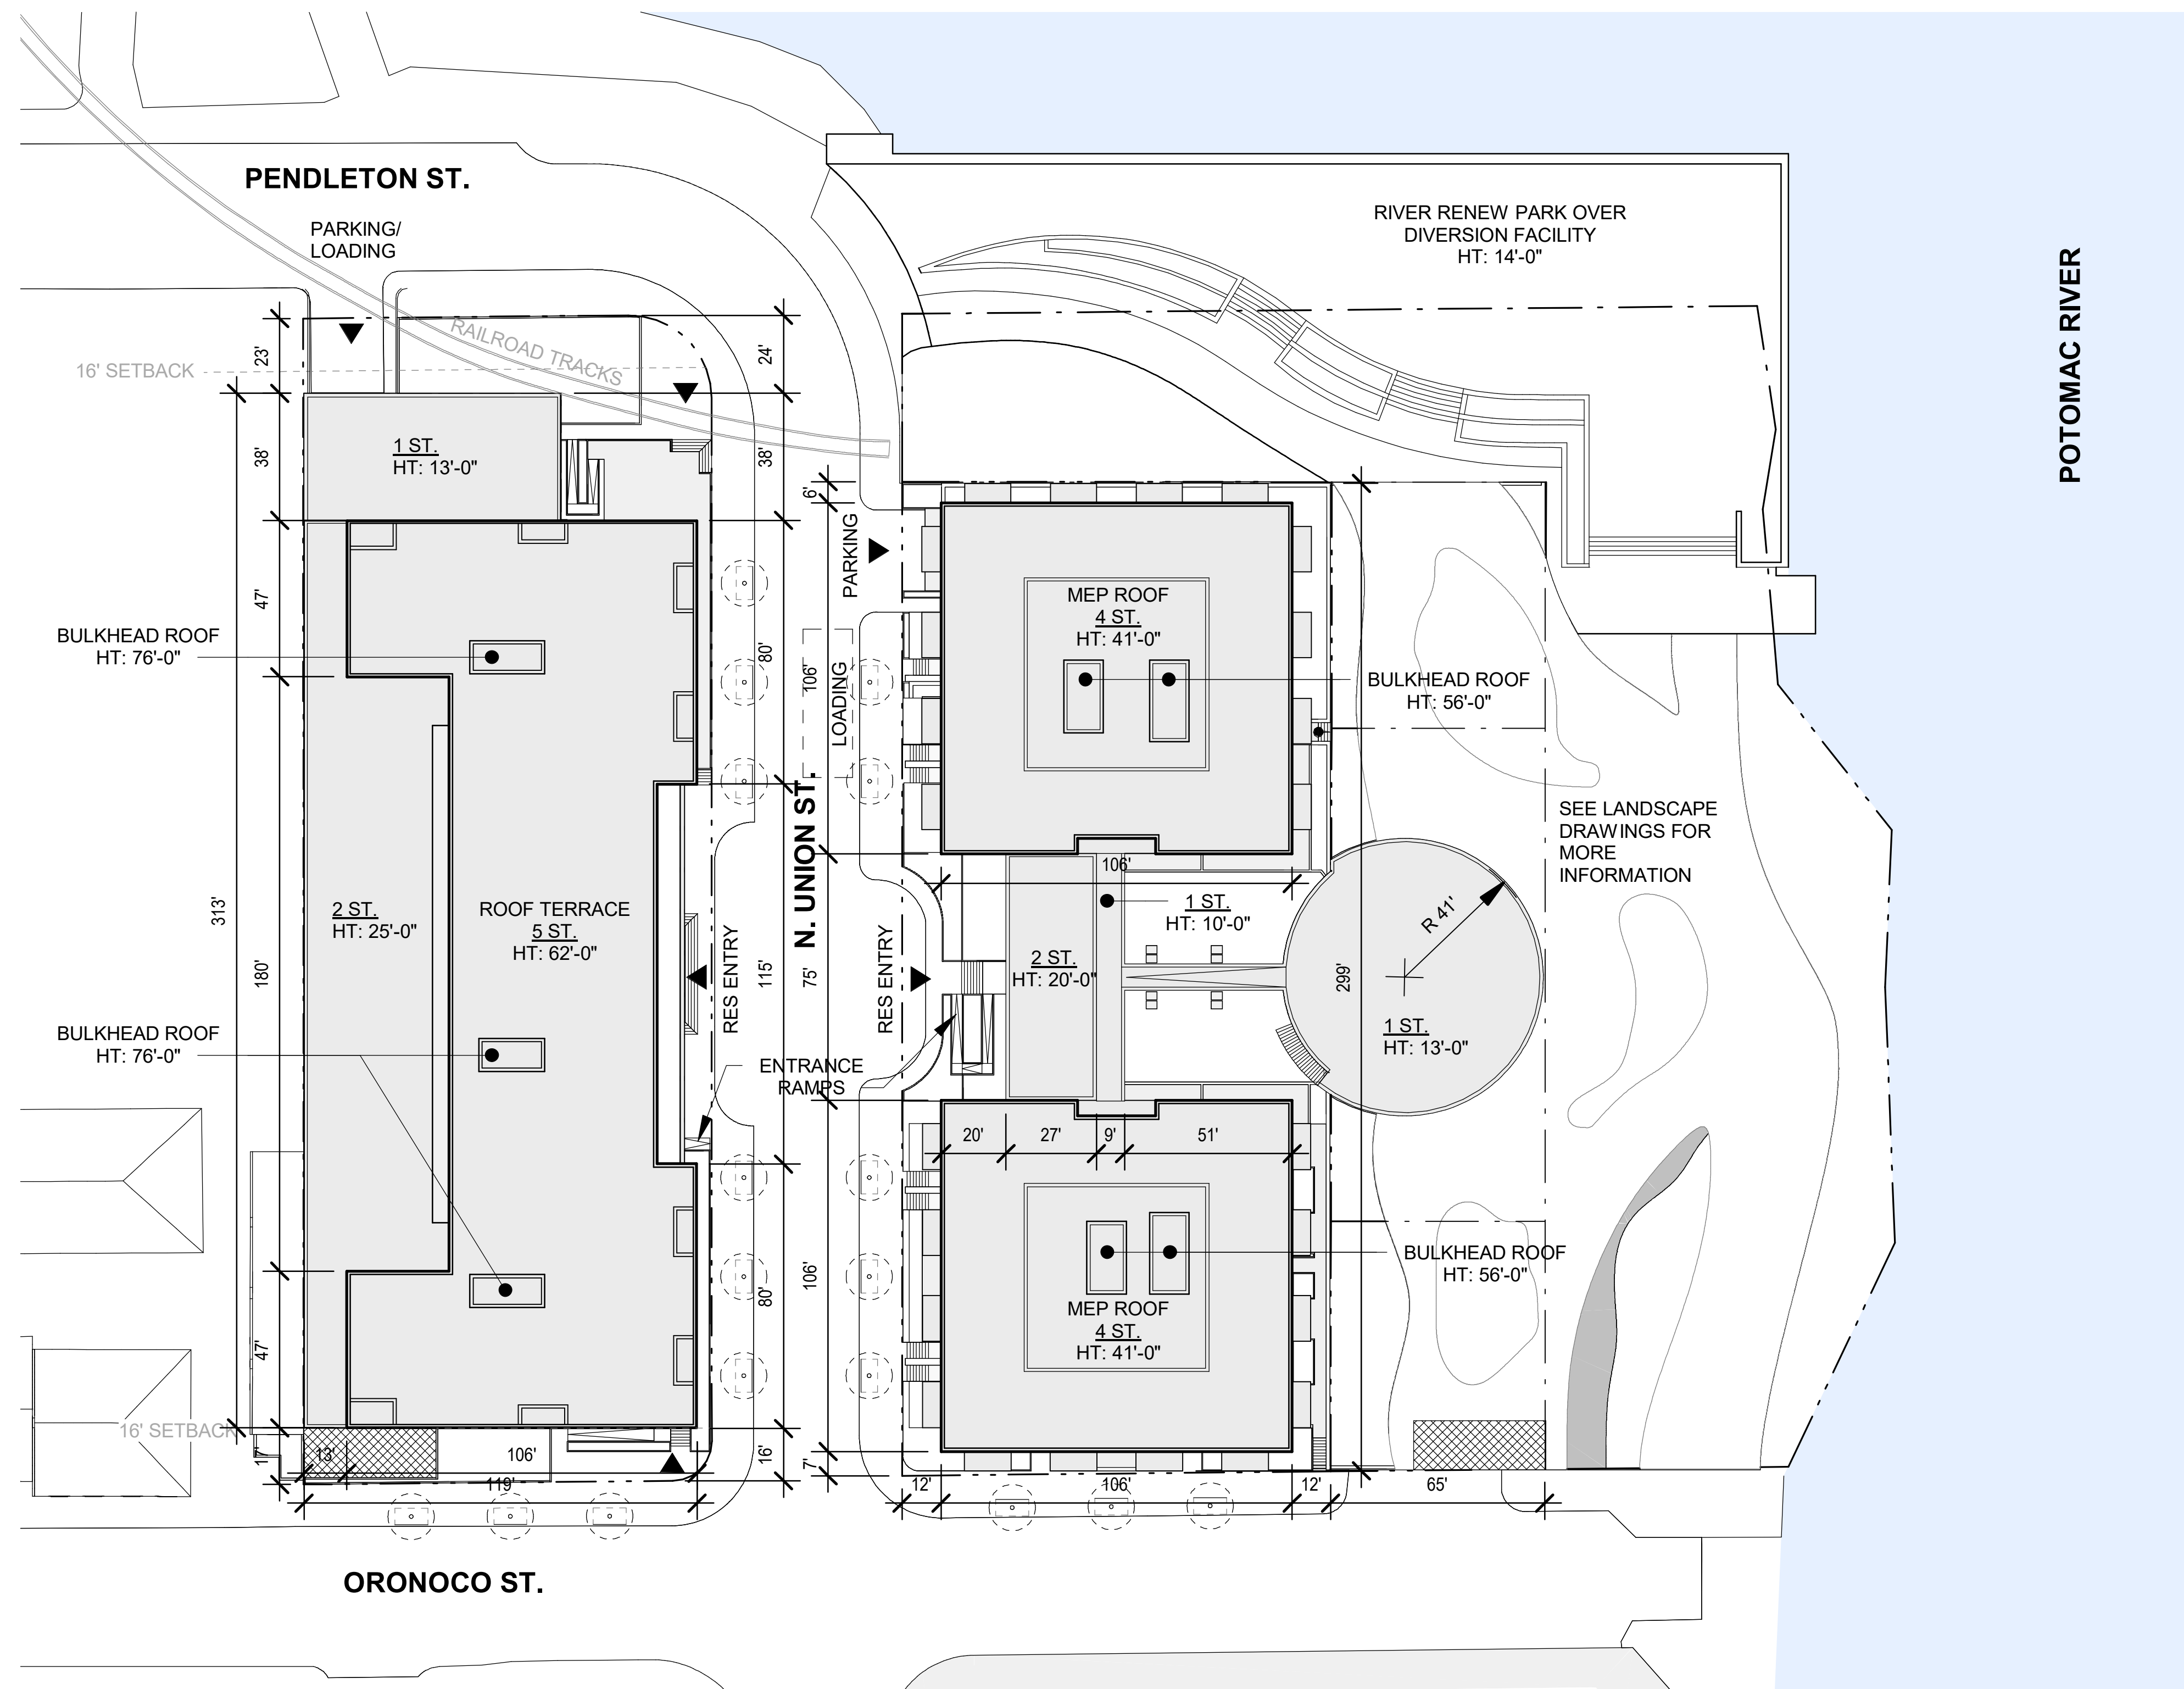 PENDLETON ST.
PARKING/
LOADING
RIVER RENEW PARK OVER
DIVERSION FACILITY
HT: 14'-0"
POTOMAC RIVER
RAILROAD TRACKS
16' SETBACK
23'
24'
38'
38'
1 ST.
HT: 13'-0"
6'
PARKING
47'
80'
106'
LOADING
BULKHEAD ROOF
HT: 76'-0"
MEP ROOF
4 ST.
HT: 41'-0"
BULKHEAD ROOF
HT: 56'-0"
N. UNION ST.
SEE LANDSCAPE
DRAWINGS FOR
MORE
INFORMATION
106'
313'
2 ST.
HT: 25'-0"
ROOF TERRACE
5 ST.
HT: 62'-0"
1 ST.
HT: 10'-0"
R 41'
180'
RES ENTRY
115'
75'
RES ENTRY
2 ST.
HT: 20'-0"
299'
1 ST.
HT: 13'-0"
BULKHEAD ROOF
HT: 76'-0"
ENTRANCE
RAMPS
20'
27'
9'
51'
80'
106'
BULKHEAD ROOF
HT: 56'-0"
MEP ROOF
4 ST.
HT: 41'-0"
47'
16' SETBACK
17'
13'
106'
16'
7'
119'
12'
106'
12'
65'
ORONOCO ST.